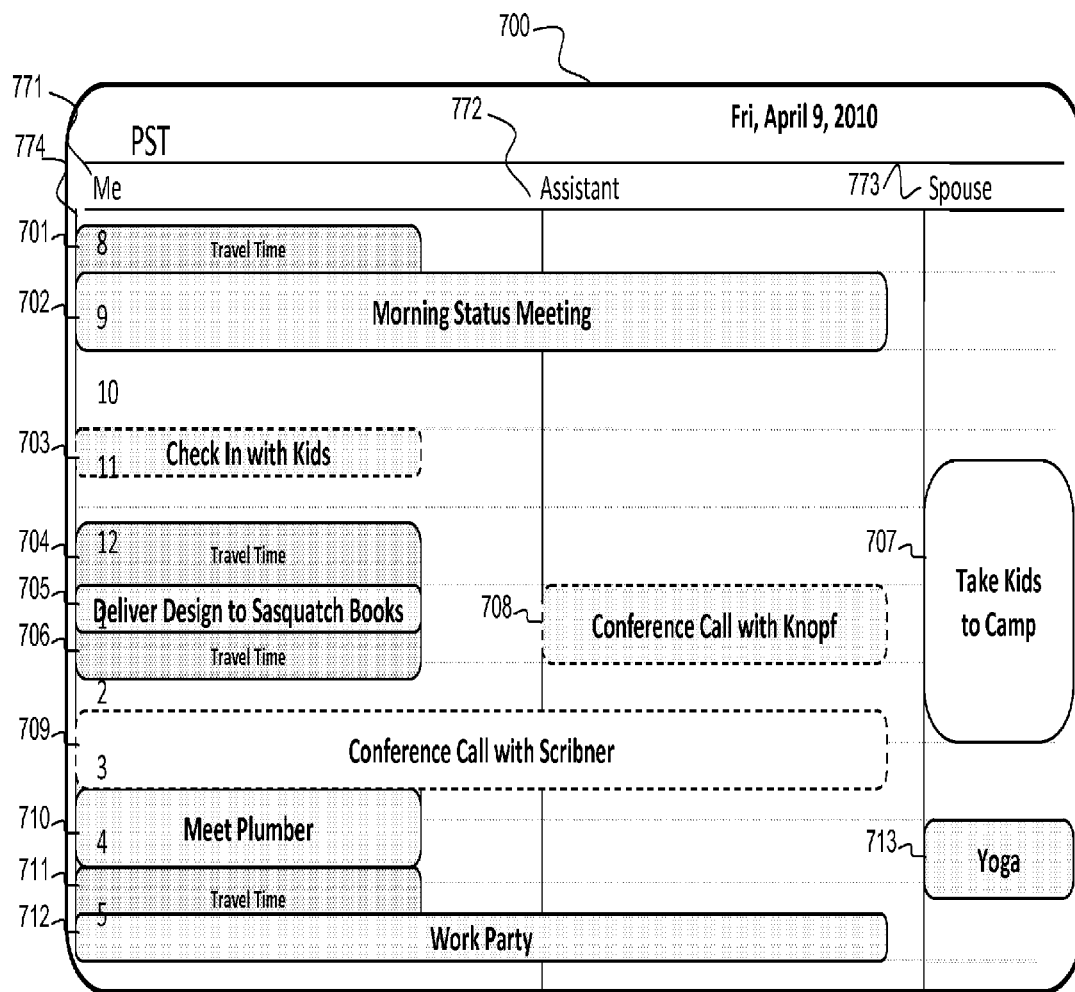 700
771
772
Fri, April 9, 2010
774
PST
Me
Assistant
773
Spouse
701
8
Travel Time
702
9
Morning Status Meeting
10
703
Check In with Kids
11
704
12
Travel Time
707
Take Kids
to Camp
705
Deliver Design to Sasquatch Books
1
708
Conference Call with Knopf
706
Travel Time
2
709
Conference Call with Scribner
3
710
Meet Plumber
4
713
Yoga
711
Travel Time
5
712
Work Party